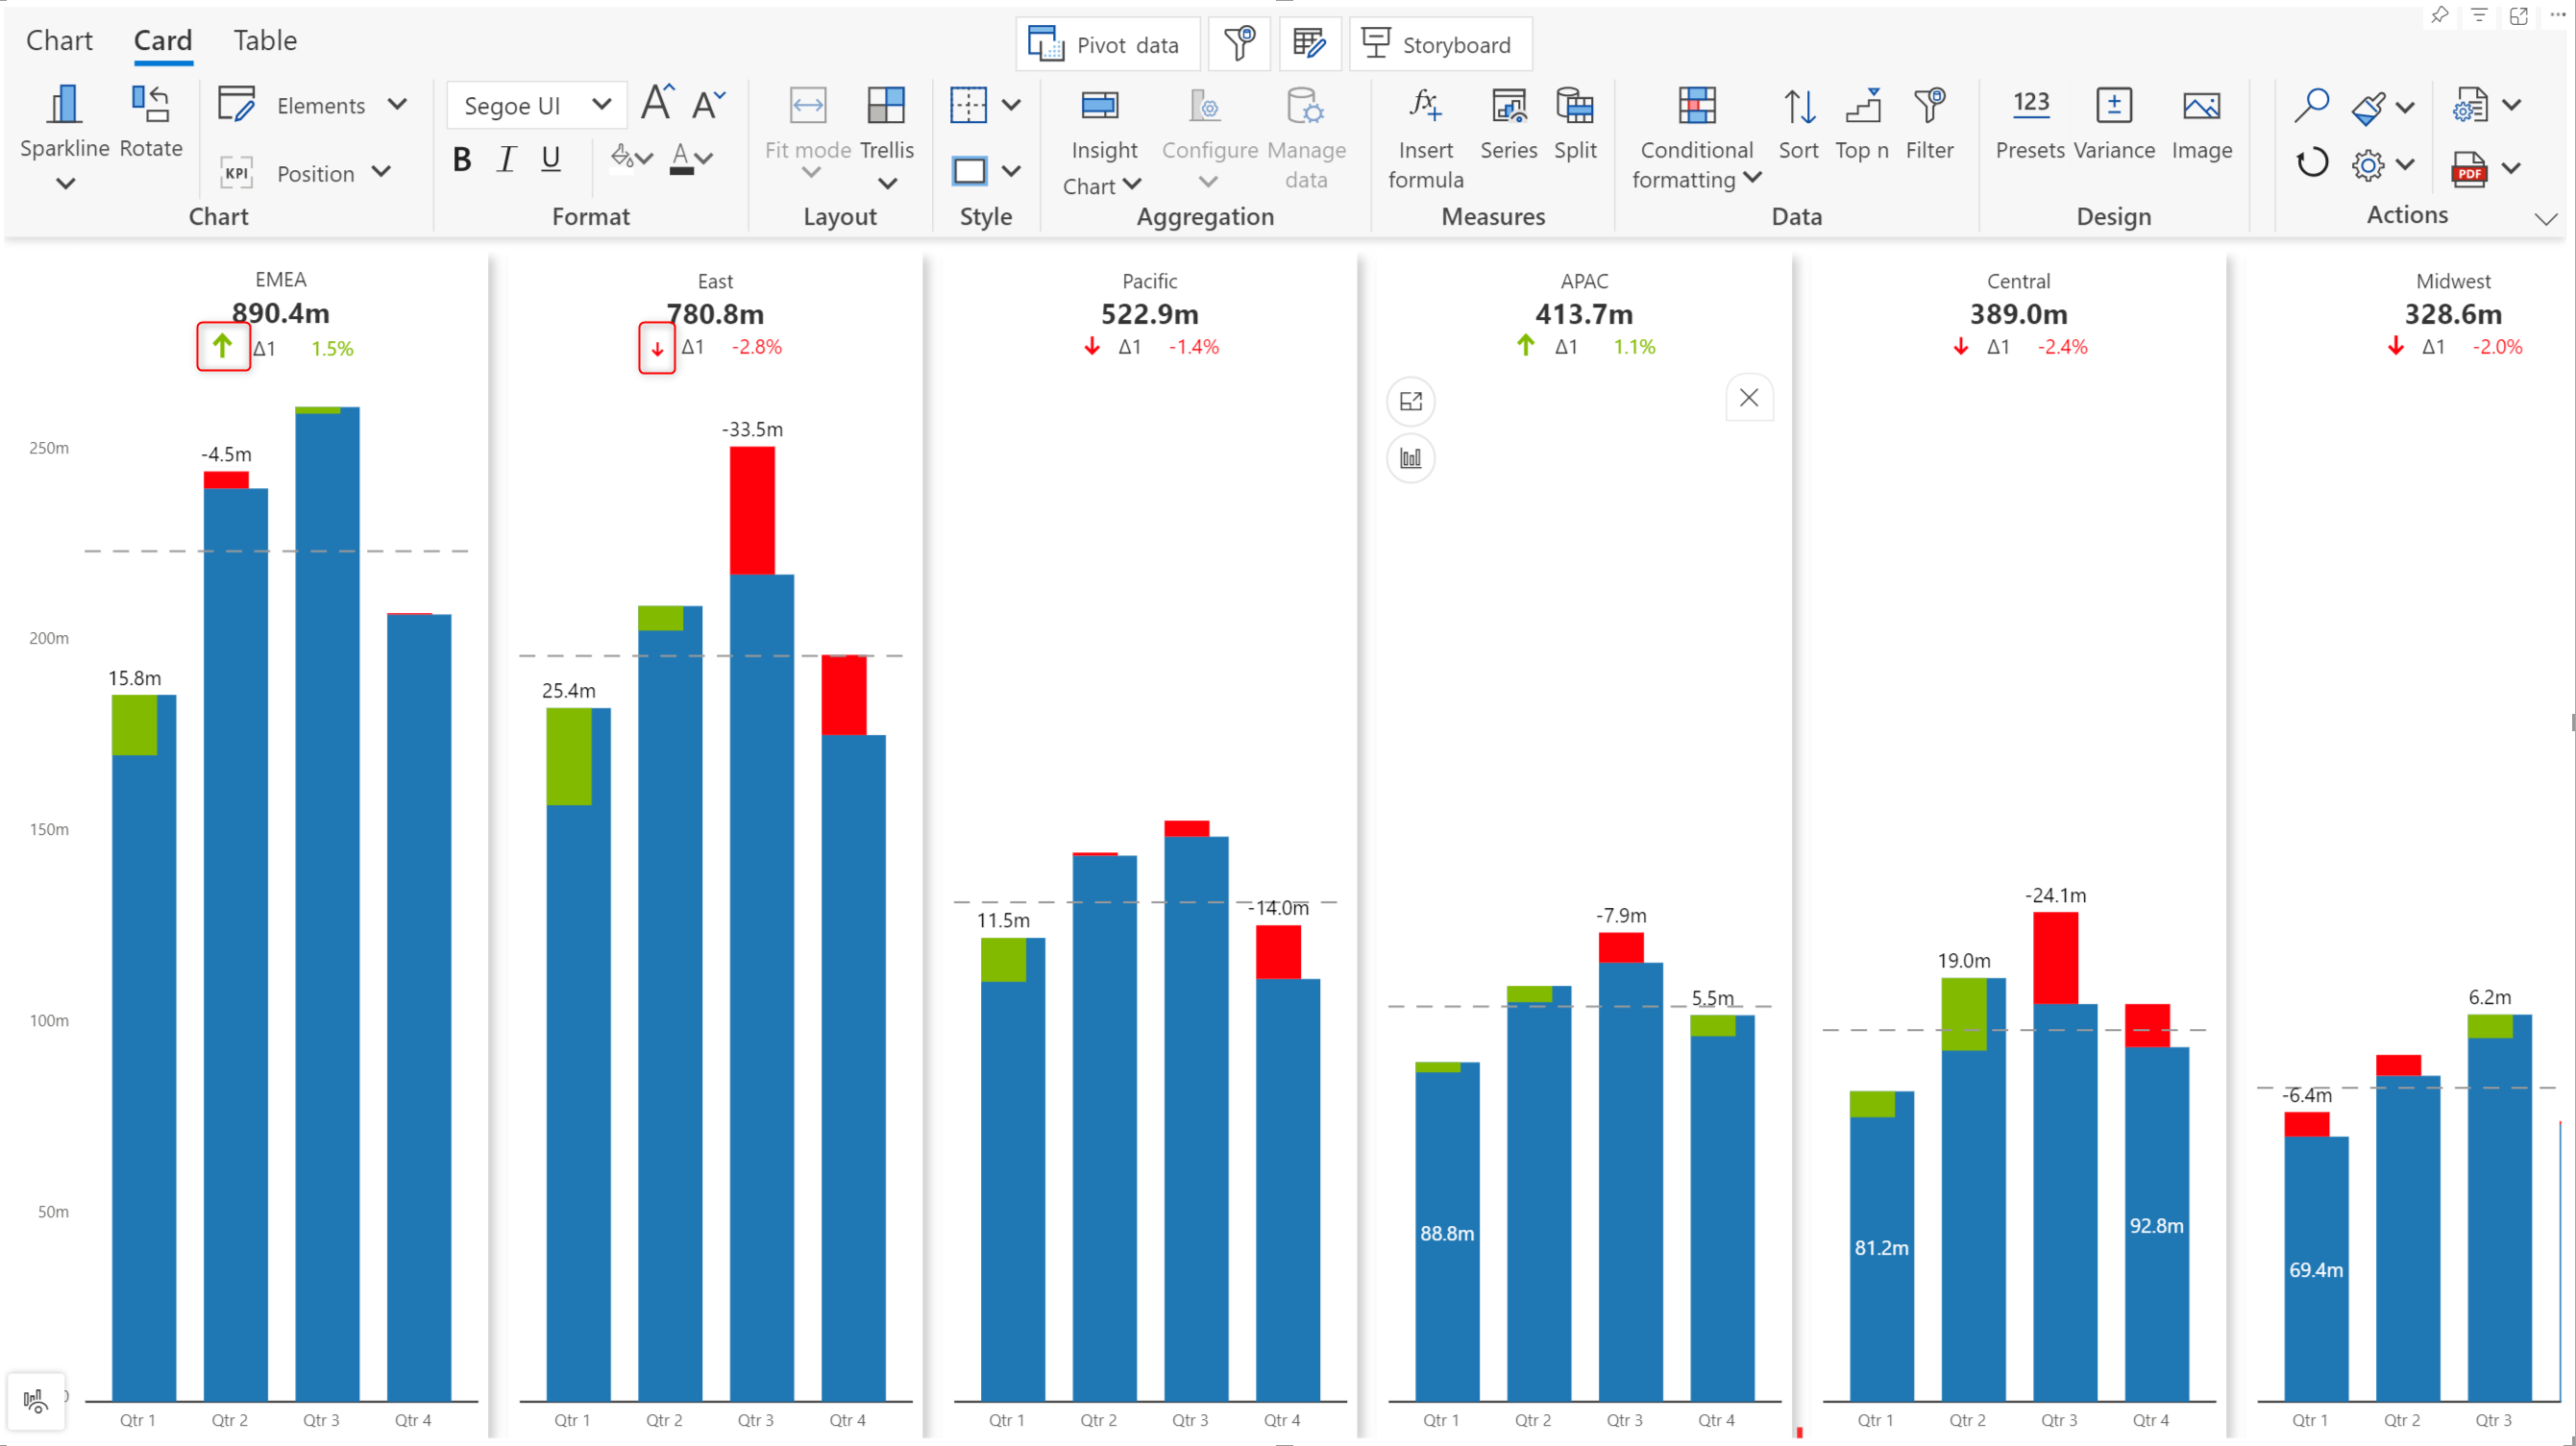 Chart Card Table
Pivot data Storyboard
Sparkline Rotate Elements
KPI Position
Chart
Segoe UI A A
B I U A
Format
Fit mode Trellis
Layout
Style
Insight Chart Configure Manage data
Aggregation
fx Insert formula Series Split
Measures
Conditional formatting Sort Top n Filter
Data
123 Presets Variance Image
Design
PDF
Actions
EMEA
890.4m
Δ1 1.5%
250m
200m
150m
100m
50m
0
15.8m
-4.5m
Qtr 1 Qtr 2 Qtr 3 Qtr 4
East
780.8m
Δ1 -2.8%
25.4m
-33.5m
Qtr 1 Qtr 2 Qtr 3 Qtr 4
Pacific
522.9m
Δ1 -1.4%
11.5m
-14.0m
Qtr 1 Qtr 2 Qtr 3 Qtr 4
APAC
413.7m
Δ1 1.1%
-7.9m
5.5m
88.8m
Qtr 1 Qtr 2 Qtr 3 Qtr 4
Central
389.0m
Δ1 -2.4%
-24.1m
19.0m
92.8m
81.2m
Qtr 1 Qtr 2 Qtr 3 Qtr 4
Midwest
328.6m
Δ1 -2.0%
6.2m
-6.4m
69.4m
Qtr 1 Qtr 2 Qtr 3